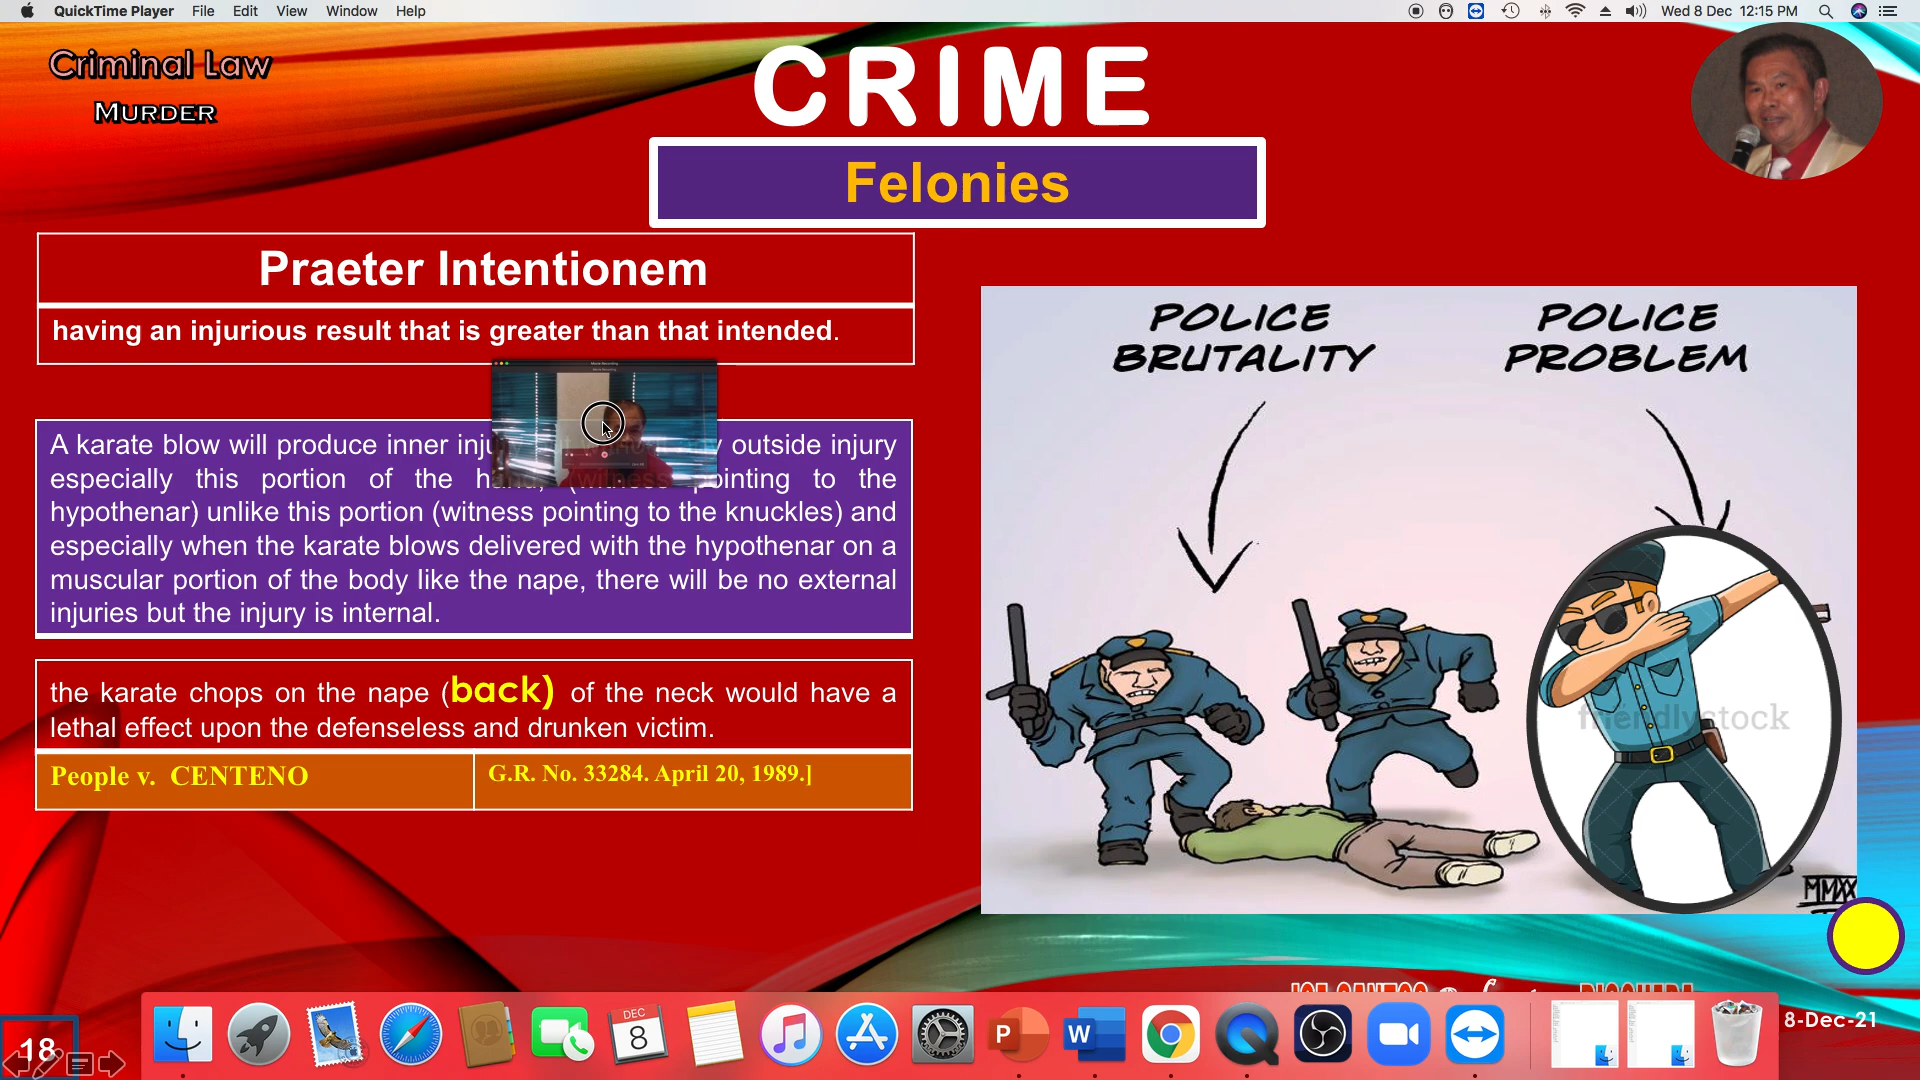 QuickTime Player File Edit View Window Help Wed 8 Dec 12:15 PM
Criminal Law
MURDER
CRIME
Felonies
Praeter Intentionem
having an injurious result that is greater than that intended.
A karate blow will produce inner outside injury
especially this portion of the (witness pointing to the
hypothenar) unlike this portion (witness pointing to the knuckles) and
especially when the karate blows delivered with the hypothenar on a
muscular portion of the body like the nape, there will be no external
injuries but the injury is internal.
the karate chops on the nape (back) of the neck would have a
lethal effect upon the defenseless and drunken victim.
People v. CENTENO
G.R. No. 33284. April 20, 1989.]
POLICE
BRUTALITY
POLICE
PROBLEM
friendlystock
DEC
8
P
W
8-Dec-21
18